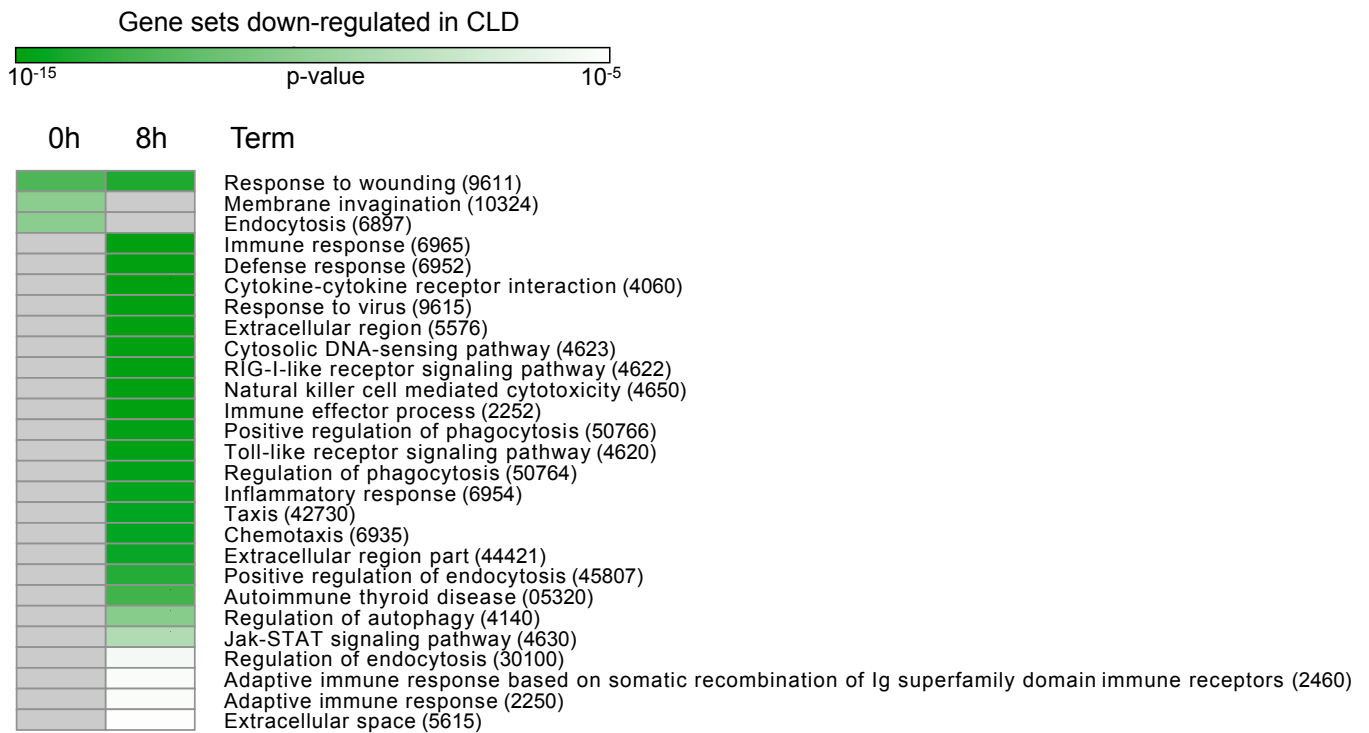 Gene sets down-regulated in CLD
10-15 p-value 10-5
0h 8h Term
Response to wounding (9611)
Membrane invagination (10324)
Endocytosis (6897)
Immune response (6965)
Defense response (6952)
Cytokine-cytokine receptor interaction (4060)
Response to virus (9615)
Extracellular region (5576)
Cytosolic DNA-sensing pathway (4623)
RIG-I-like receptor signaling pathway (4622)
Natural killer cell mediated cytotoxicity (4650)
Immune effector process (2252)
Positive regulation of phagocytosis (50766)
Toll-like receptor signaling pathway (4620)
Regulation of phagocytosis (50764)
Inflammatory response (6954)
Taxis (42730)
Chemotaxis (6935)
Extracellular region part (44421)
Positive regulation of endocytosis (45807)
Autoimmune thyroid disease (05320)
Regulation of autophagy (4140)
Jak-STAT signaling pathway (4630)
Regulation of endocytosis (30100)
Adaptive immune response based on somatic recombination of Ig superfamily domain immune receptors (2460)
Adaptive immune response (2250)
Extracellular space (5615)